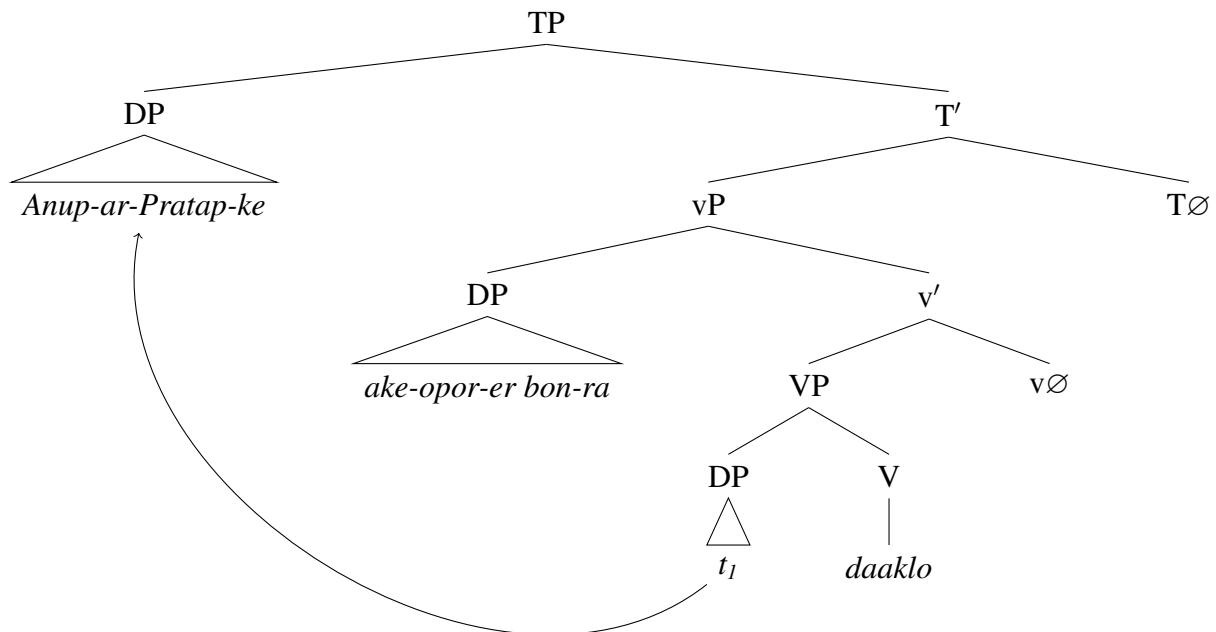 TP
DP T′
Anup-ar-Pratap-ke vP T∅
DP v′
ake-opor-er bon-ra VP v∅
DP V
t1 daaklo